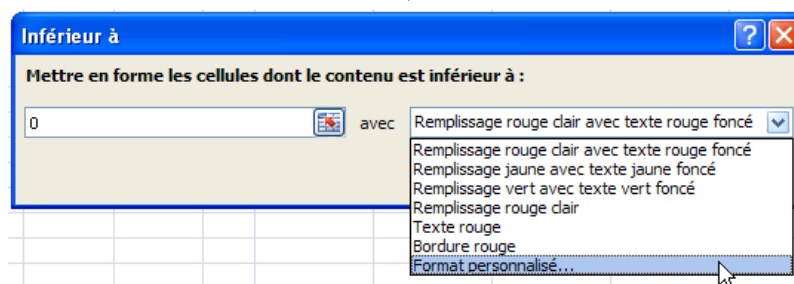 Inférieur à
Mettre en forme les cellules dont le contenu est inférieur à :
0 avec Remplissage rouge clair avec texte rouge foncé
Remplissage rouge clair avec texte rouge foncé
Remplissage jaune avec texte jaune foncé
Remplissage vert avec texte vert foncé
Remplissage rouge clair
Texte rouge
Bordure rouge
Format personnalisé...